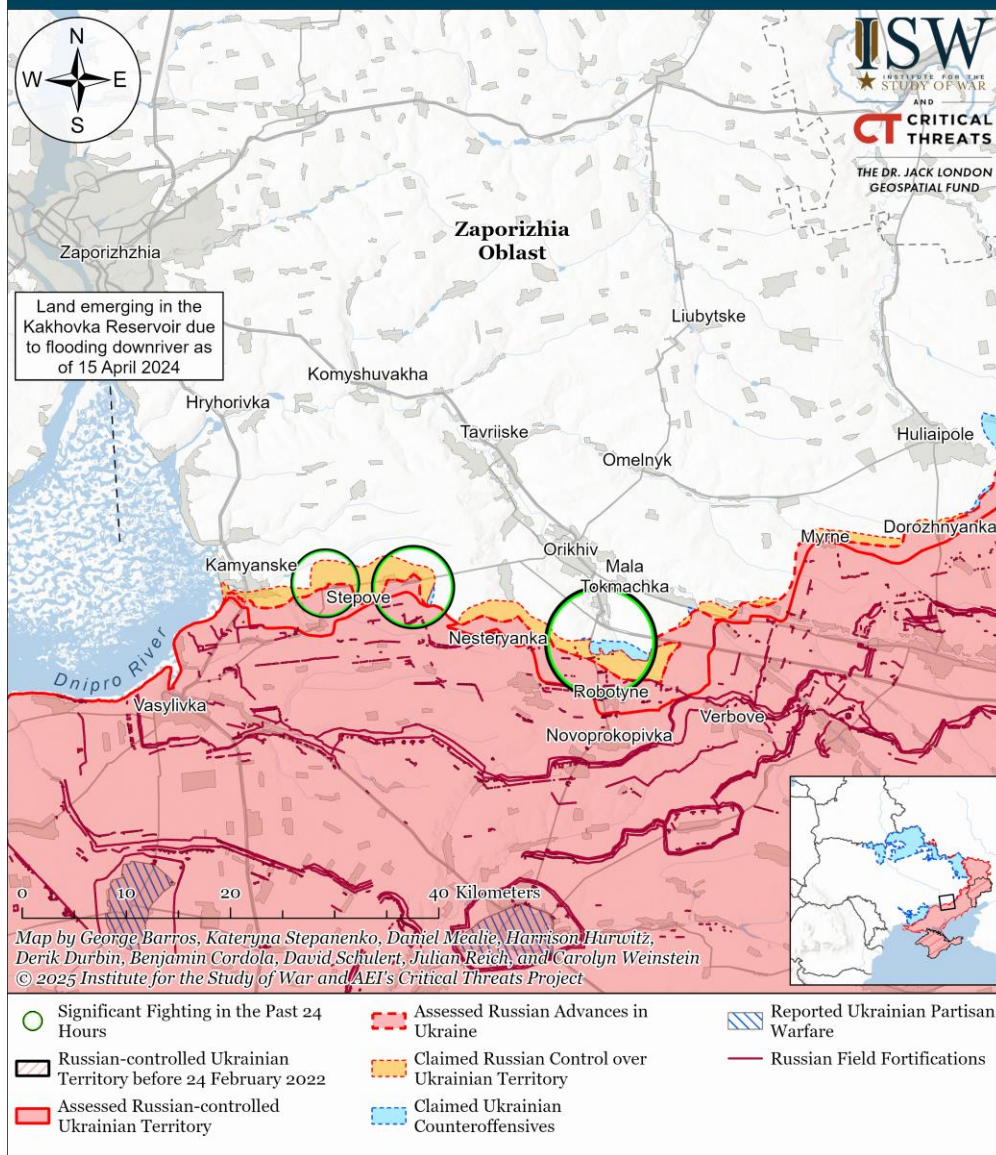 N
W
E
S
ISW
INSTITUTE FOR THE
STUDY OF WAR
AND
CT CRITICAL
THREATS
THE DR. JACK LONDON
GEOSPATIAL FUND
Zaporizhia
Oblast
Zaporizhzhia
Land emerging in the
Kakhovka Reservoir due
to flooding downriver as
of 15 April 2024
Liubytske
Komyshuvakha
Hryhorivka
Tavriiske
Huliaipole
Omelnyk
Dorozhnyanka
Myrne
Orikhiv
Kamyanske
Mala
Tokmachka
Stepove
Nesteryanka
Dnipro River
Robotyne
Vasylivka
Verbove
Novoprokopivka
0 10 20 40 Kilometers
Map by George Barros, Kateryna Stepanenko, Daniel Mealie, Harrison Hurwitz,
Derik Durbin, Benjamin Cordola, David Schulert, Julian Reich, and Carolyn Weinstein
© 2025 Institute for the Study of War and AEI's Critical Threats Project
Significant Fighting in the Past 24
Hours
Russian-controlled Ukrainian
Territory before 24 February 2022
Assessed Russian-controlled
Ukrainian Territory
Assessed Russian Advances in
Ukraine
Claimed Russian Control over
Ukrainian Territory
Claimed Ukrainian
Counteroffensives
Reported Ukrainian Partisan
Warfare
Russian Field Fortifications